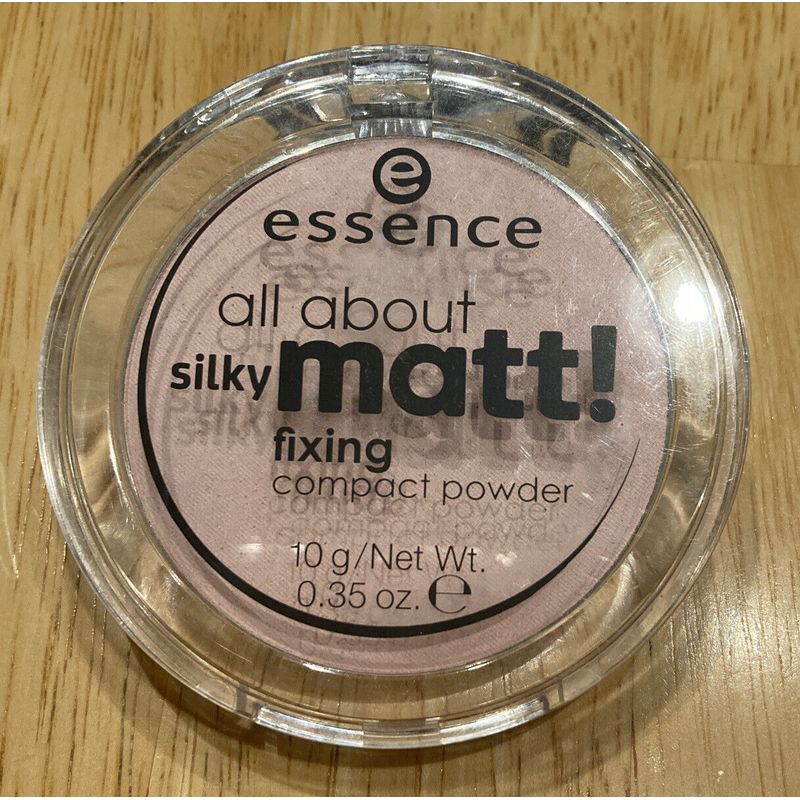 e
essence
all about
silky matt!
fixing
compact powder
10 g/Net Wt.
0.35 oz. ℮